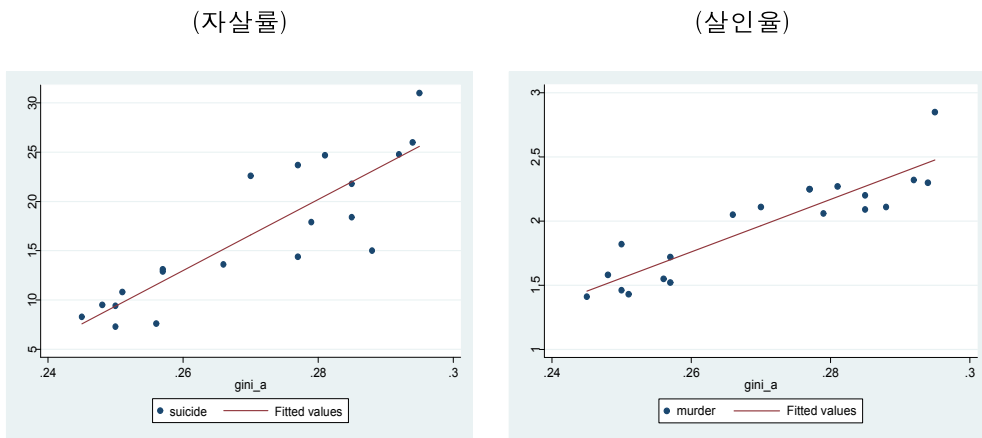 (자살률)
(살인율)
30
25
20
15
10
5
.24 .26 .28 .3
gini_a
suicide Fitted values
3
2.5
2
1.5
1
.24 .26 .28 .3
gini_a
murder Fitted values